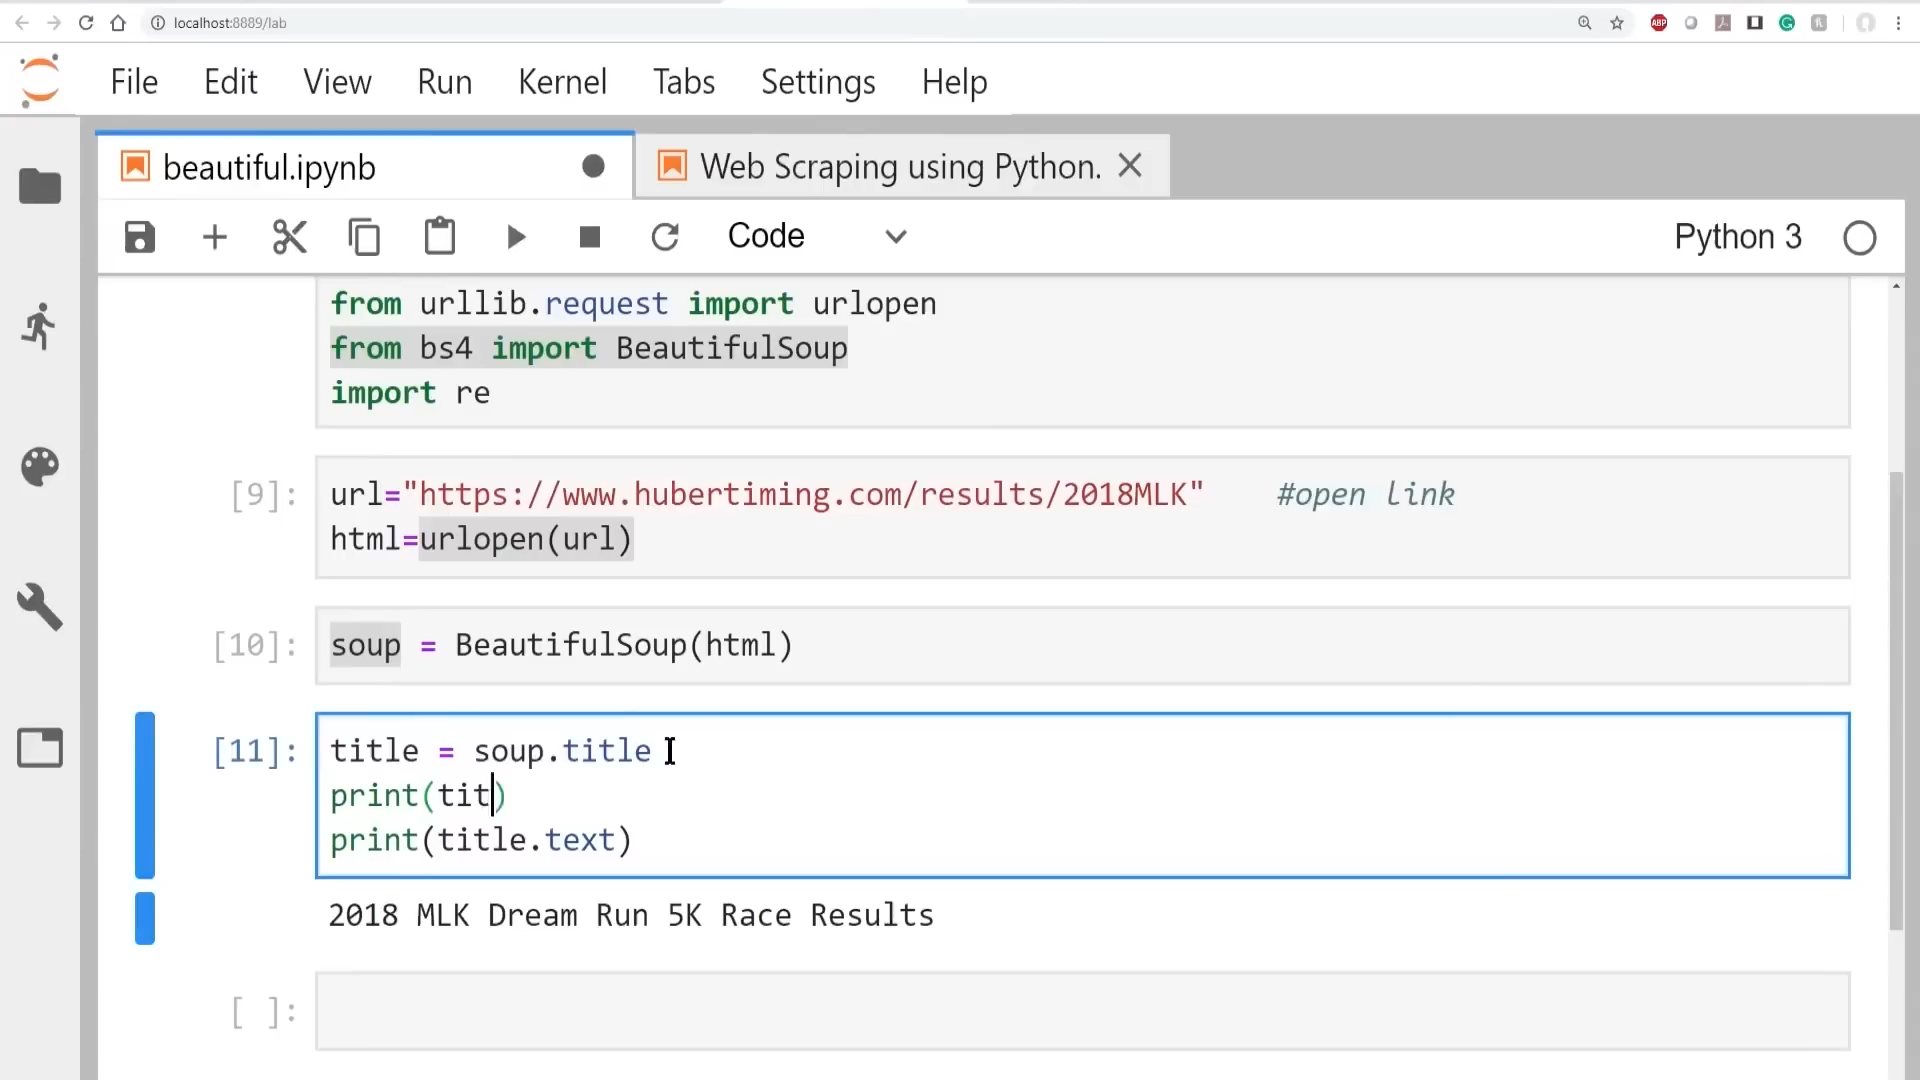 localhost:8889/lab
ABP
File Edit View Run Kernel Tabs Settings Help
beautiful.ipynb
Web Scraping using Python.
Code
Python 3
from urllib.request import urlopen
from bs4 import BeautifulSoup
import re
[9]:
url="https://www.hubertiming.com/results/2018MLK" #open link
html=urlopen(url)
[10]:
soup = BeautifulSoup(html)
[11]:
title = soup.title
print(tit)
print(title.text)
2018 MLK Dream Run 5K Race Results
[ ]: